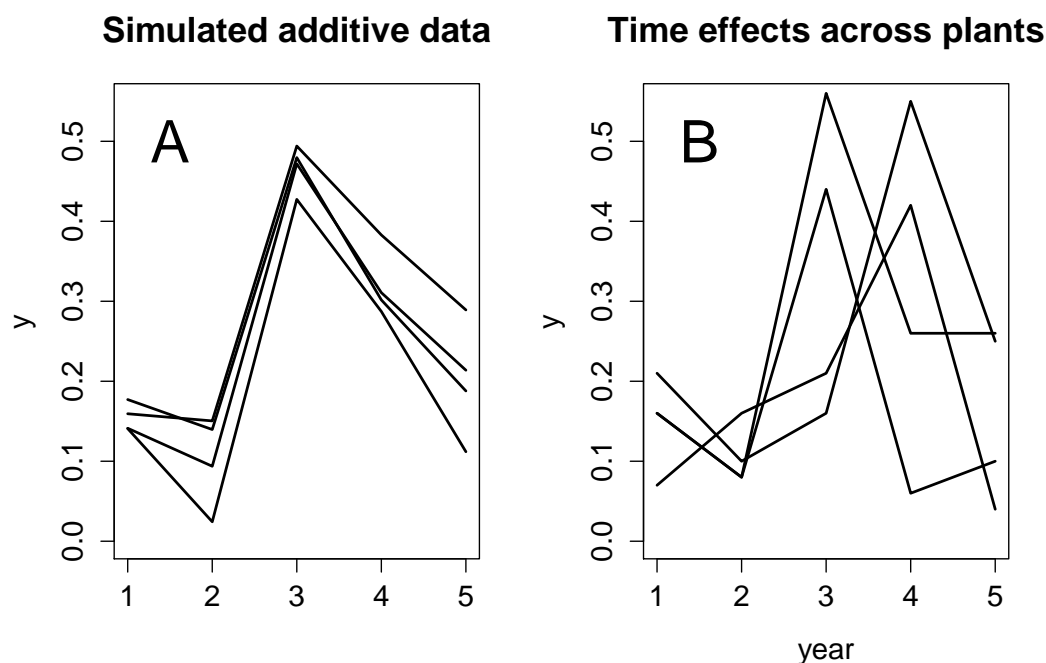 Simulated additive data
A
y
0.0 0.1 0.2 0.3 0.4 0.5
1 2 3 4 5
Time effects across plants
B
y
0.0 0.1 0.2 0.3 0.4 0.5
1 2 3 4 5
year